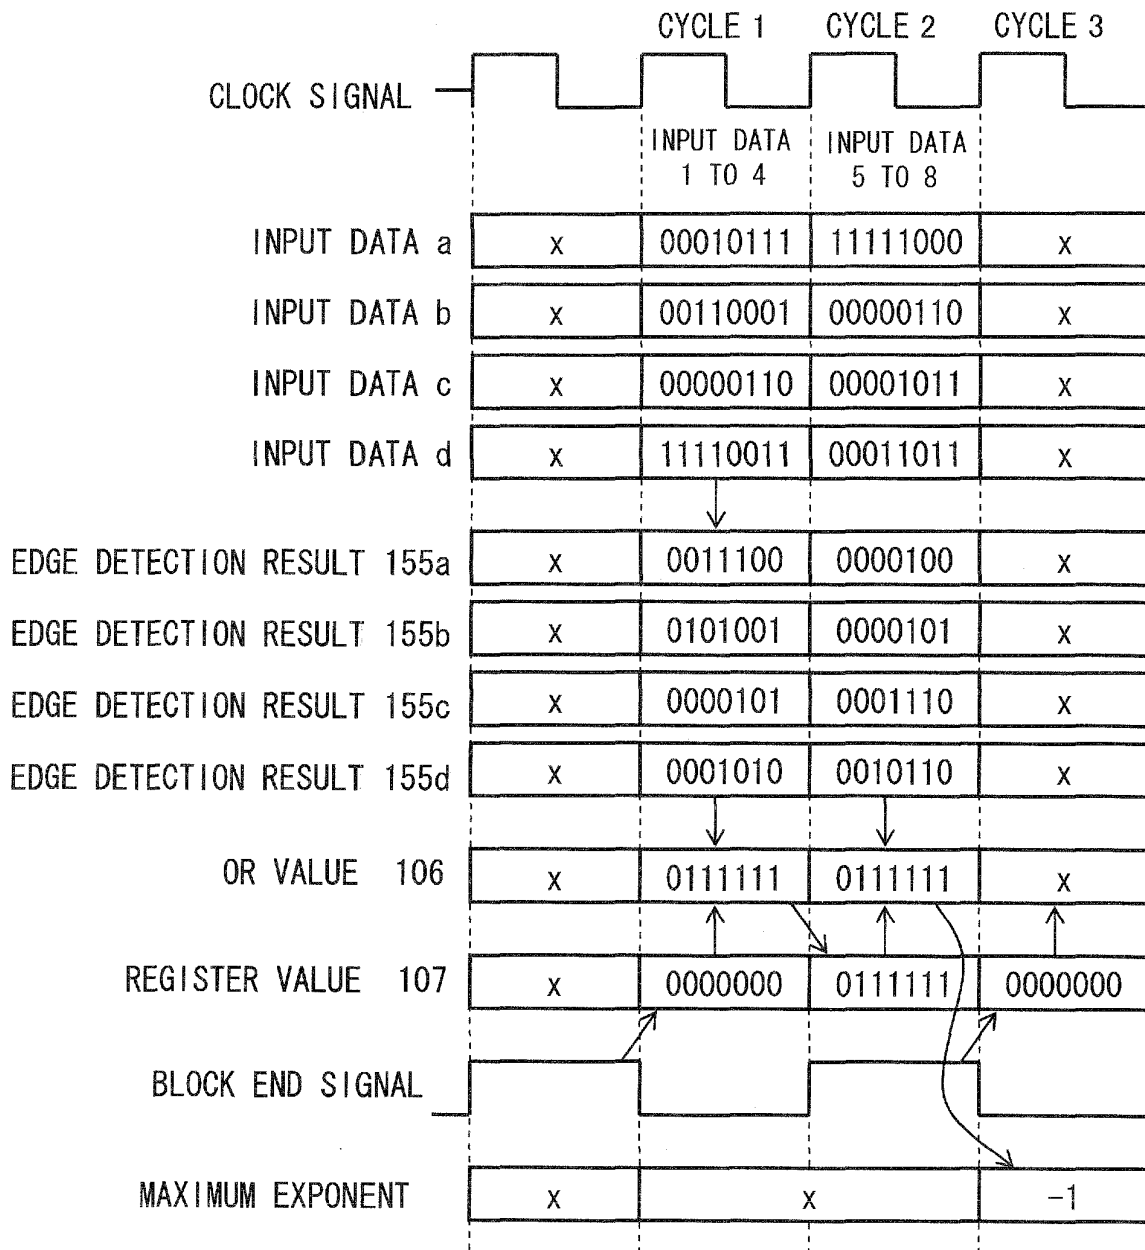 CYCLE 1 CYCLE 2 CYCLE 3
CLOCK SIGNAL
INPUT DATA INPUT DATA
1 TO 4 5 TO 8
INPUT DATA a x 00010111 11111000 x
INPUT DATA b x 00110001 00000110 x
INPUT DATA c x 00000110 00001011 x
INPUT DATA d x 11110011 00011011 x
EDGE DETECTION RESULT 155a x 0011100 0000100 x
EDGE DETECTION RESULT 155b x 0101001 0000101 x
EDGE DETECTION RESULT 155c x 0000101 0001110 x
EDGE DETECTION RESULT 155d x 0001010 0010110 x
OR VALUE 106 x 0111111 0111111 x
REGISTER VALUE 107 x 0000000 0111111 0000000
BLOCK END SIGNAL
MAXIMUM EXPONENT x x -1